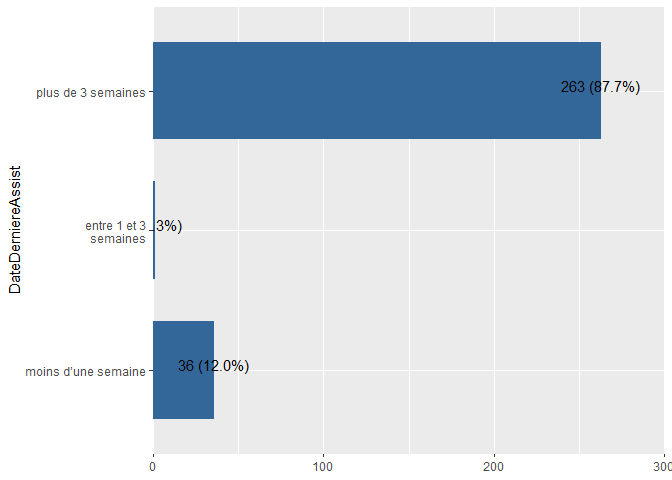 DateDerniereAssist
plus de 3 semaines
263 (87.7%)
entre 1 et 3
semaines
3%)
moins d'une semaine
36 (12.0%)
0
100
200
300